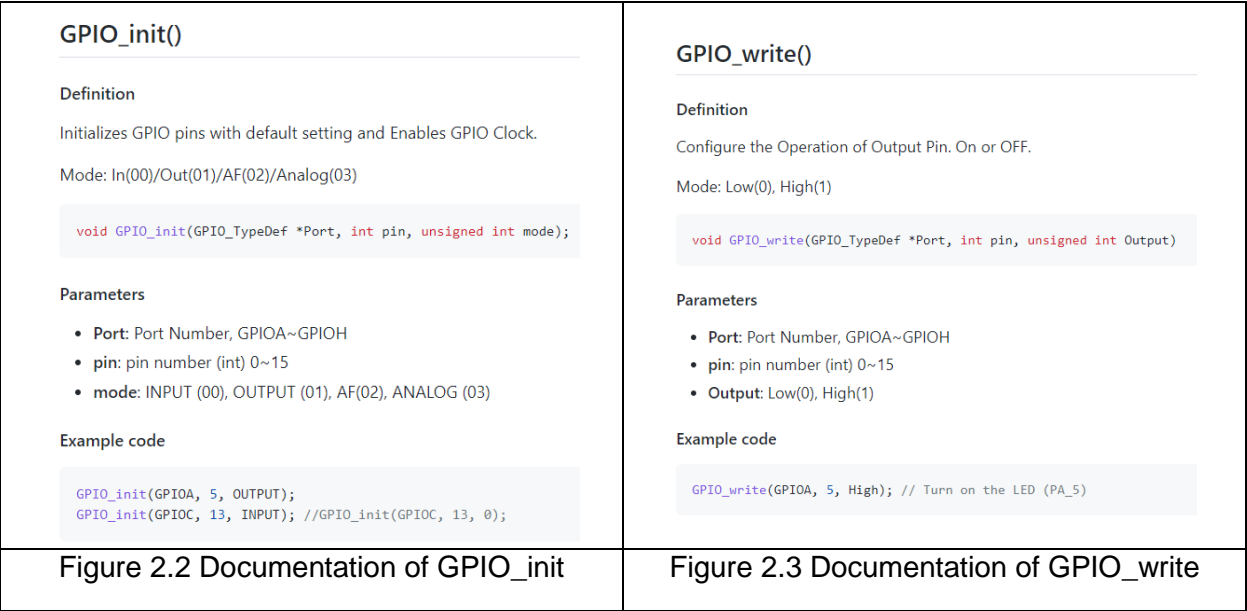 GPIO_init()
Definition
Initializes GPIO pins with default setting and Enables GPIO Clock.
Mode: In(00)/Out(01)/AF(02)/Analog(03)
void GPIO_init(GPIO_TypeDef *Port, int pin, unsigned int mode);
Parameters
• Port: Port Number, GPIOA~GPIOH
• pin: pin number (int) 0~15
• mode: INPUT (00), OUTPUT (01), AF(02), ANALOG (03)
Example code
GPIO_init(GPIOA, 5, OUTPUT);
GPIO_init(GPIOC, 13, INPUT); //GPIO_init(GPIOC, 13, 0);
Figure 2.2 Documentation of GPIO_init
GPIO_write()
Definition
Configure the Operation of Output Pin. On or OFF.
Mode: Low(0), High(1)
void GPIO_write(GPIO_TypeDef *Port, int pin, unsigned int Output)
Parameters
• Port: Port Number, GPIOA~GPIOH
• pin: pin number (int) 0~15
• Output: Low(0), High(1)
Example code
GPIO_write(GPIOA, 5, High); // Turn on the LED (PA_5)
Figure 2.3 Documentation of GPIO_write